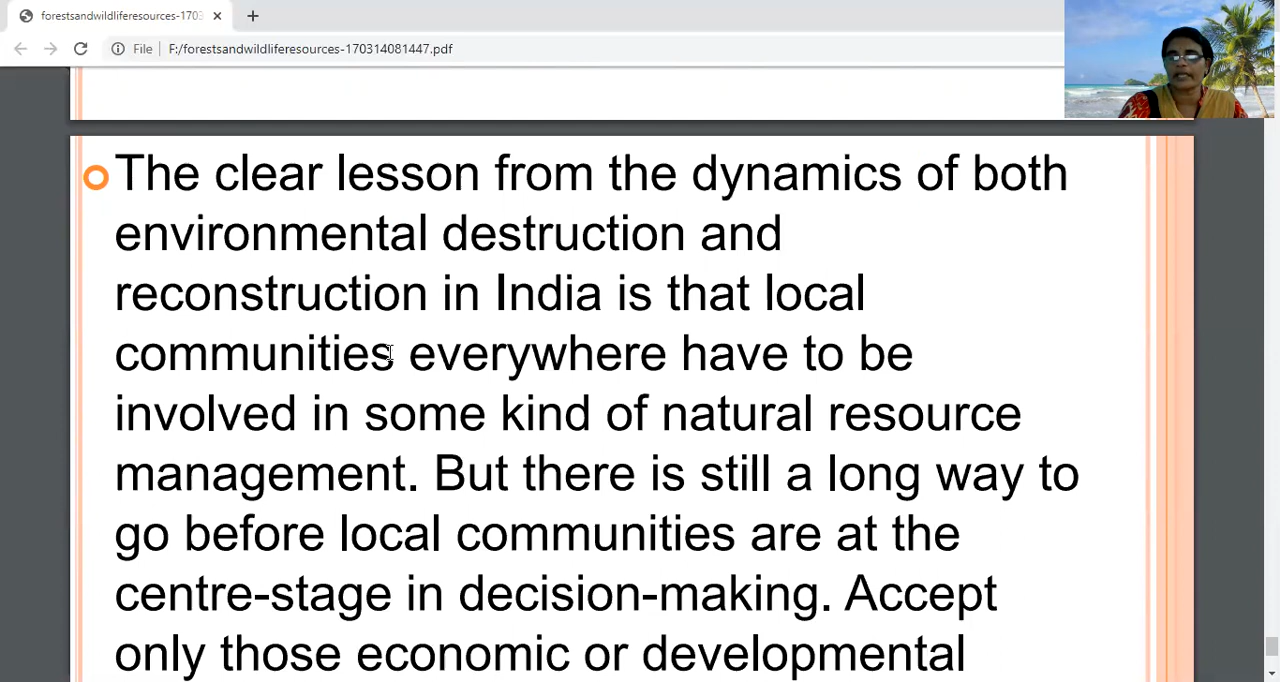 forestsandwildliferesources-1703
File
F:/forestsandwildliferesources-170314081447.pdf
The clear lesson from the dynamics of both
environmental destruction and
reconstruction in India is that local
communities everywhere have to be
involved in some kind of natural resource
management. But there is still a long way to
go before local communities are at the
centre-stage in decision-making. Accept
only those economic or developmental